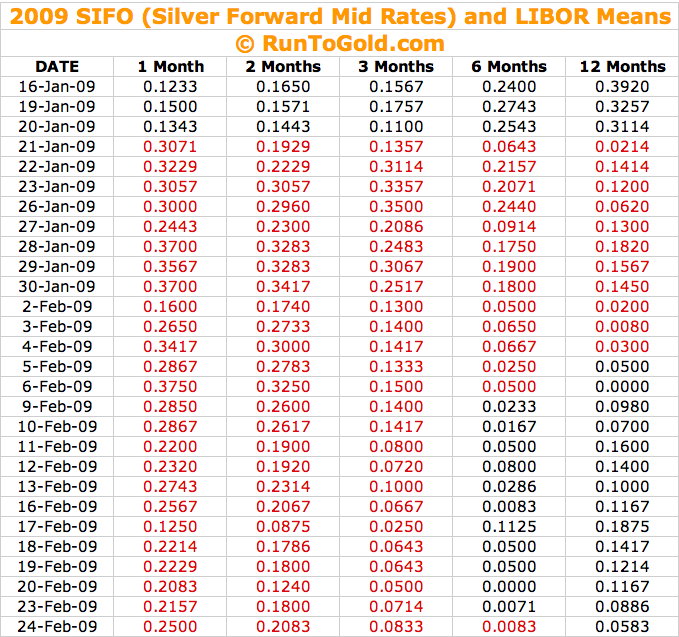 2009 SIFO (Silver Forward Mid Rates) and LIBOR Means
© RunToGold.com
DATE 1 Month 2 Months 3 Months 6 Months 12 Months
16-Jan-09 0.1233 0.1650 0.1567 0.2400 0.3920
19-Jan-09 0.1500 0.1571 0.1757 0.2743 0.3257
20-Jan-09 0.1343 0.1443 0.1100 0.2543 0.3114
21-Jan-09 0.3071 0.1929 0.1357 0.0643 0.0214
22-Jan-09 0.3229 0.2229 0.3114 0.2157 0.1414
23-Jan-09 0.3057 0.3057 0.3357 0.2071 0.1200
26-Jan-09 0.3000 0.2960 0.3500 0.2440 0.0620
27-Jan-09 0.2443 0.2300 0.2086 0.0914 0.1300
28-Jan-09 0.3700 0.3283 0.2483 0.1750 0.1820
29-Jan-09 0.3567 0.3283 0.3067 0.1900 0.1567
30-Jan-09 0.3700 0.3417 0.2517 0.1800 0.1450
2-Feb-09 0.1600 0.1740 0.1300 0.0500 0.0200
3-Feb-09 0.2650 0.2733 0.1400 0.0650 0.0080
4-Feb-09 0.3417 0.3000 0.1417 0.0667 0.0300
5-Feb-09 0.2867 0.2783 0.1333 0.0250 0.0500
6-Feb-09 0.3750 0.3250 0.1500 0.0500 0.0000
9-Feb-09 0.2850 0.2600 0.1400 0.0233 0.0980
10-Feb-09 0.2867 0.2617 0.1417 0.0167 0.0700
11-Feb-09 0.2200 0.1900 0.0800 0.0500 0.1600
12-Feb-09 0.2320 0.1920 0.0720 0.0800 0.1400
13-Feb-09 0.2743 0.2314 0.1000 0.0286 0.1000
16-Feb-09 0.2567 0.2067 0.0667 0.0083 0.1167
17-Feb-09 0.1250 0.0875 0.0250 0.1125 0.1875
18-Feb-09 0.2214 0.1786 0.0643 0.0500 0.1417
19-Feb-09 0.2229 0.1800 0.0643 0.0500 0.1214
20-Feb-09 0.2083 0.1240 0.0500 0.0000 0.1167
23-Feb-09 0.2157 0.1800 0.0714 0.0071 0.0886
24-Feb-09 0.2500 0.2083 0.0833 0.0083 0.0583